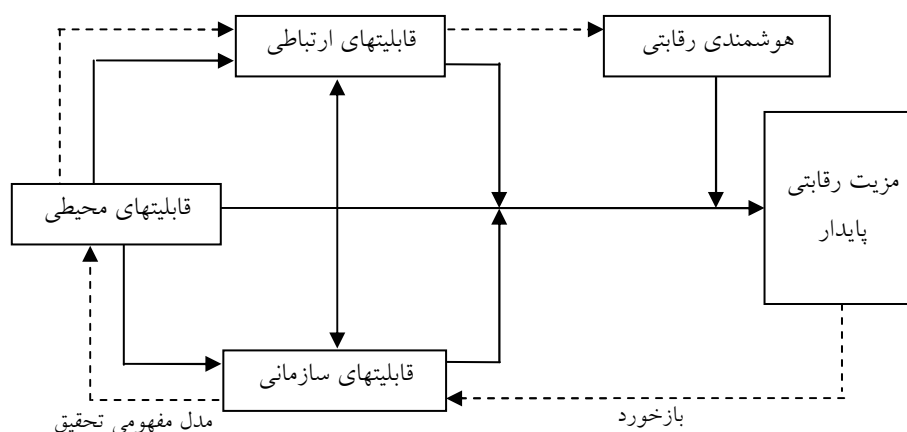 هوشمندی رقابتی
قابلیتهای ارتباطی
مزیت رقابتی
پایدار
قابلیتهای محیطی
قابلیتهای سازمانی
بازخورد
مدل مفهومی تحقیق